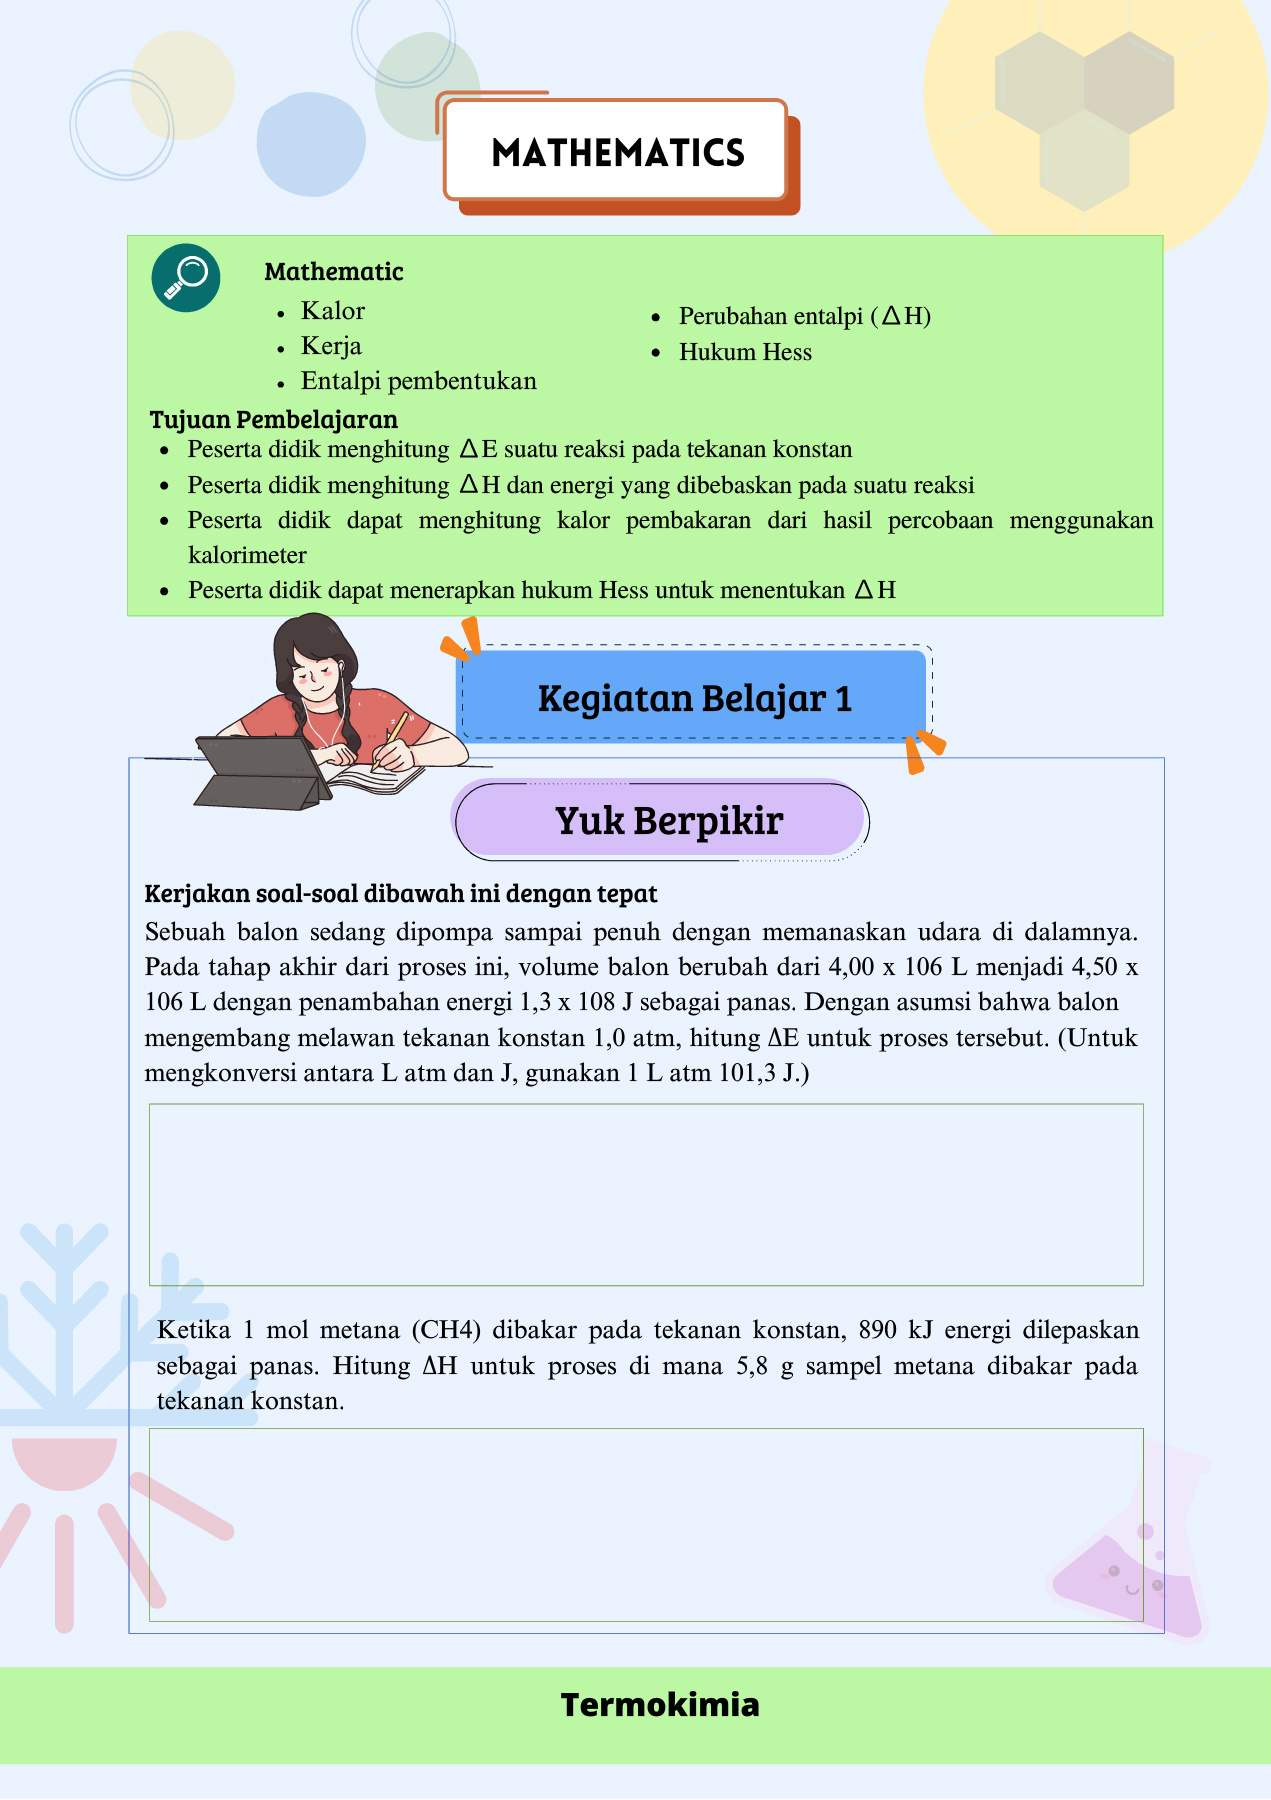 MATHEMATICS
Mathematic
• Kalor
• Kerja
• Entalpi pembentukan
• Perubahan entalpi (ΔH)
• Hukum Hess
Tujuan Pembelajaran
• Peserta didik menghitung ΔE suatu reaksi pada tekanan konstan
• Peserta didik menghitung ΔH dan energi yang dibebaskan pada suatu reaksi
• Peserta didik dapat menghitung kalor pembakaran dari hasil percobaan menggunakan
kalorimeter
• Peserta didik dapat menerapkan hukum Hess untuk menentukan ΔH
Kegiatan Belajar 1
Yuk Berpikir
Kerjakan soal-soal dibawah ini dengan tepat
Sebuah balon sedang dipompa sampai penuh dengan memanaskan udara di dalamnya.
Pada tahap akhir dari proses ini, volume balon berubah dari 4,00 x 106 L menjadi 4,50 x
106 L dengan penambahan energi 1,3 x 108 J sebagai panas. Dengan asumsi bahwa balon
mengembang melawan tekanan konstan 1,0 atm, hitung ΔE untuk proses tersebut. (Untuk
mengkonversi antara L atm dan J, gunakan 1 L atm 101,3 J.)
Ketika 1 mol metana (CH4) dibakar pada tekanan konstan, 890 kJ energi dilepaskan
sebagai panas. Hitung ΔH untuk proses di mana 5,8 g sampel metana dibakar pada
tekanan konstan.
Termokimia